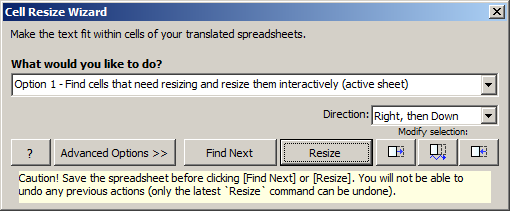 Cell Resize Wizard
Make the text fit within cells of your translated spreadsheets.
What would you like to do?
Option 1 - Find cells that need resizing and resize them interactively (active sheet)
Direction: Right, then Down
Modify selection:
? Advanced Options >> Find Next Resize
Caution! Save the spreadsheet before clicking [Find Next] or [Resize]. You will not be able to
undo any previous actions (only the latest `Resize` command can be undone).